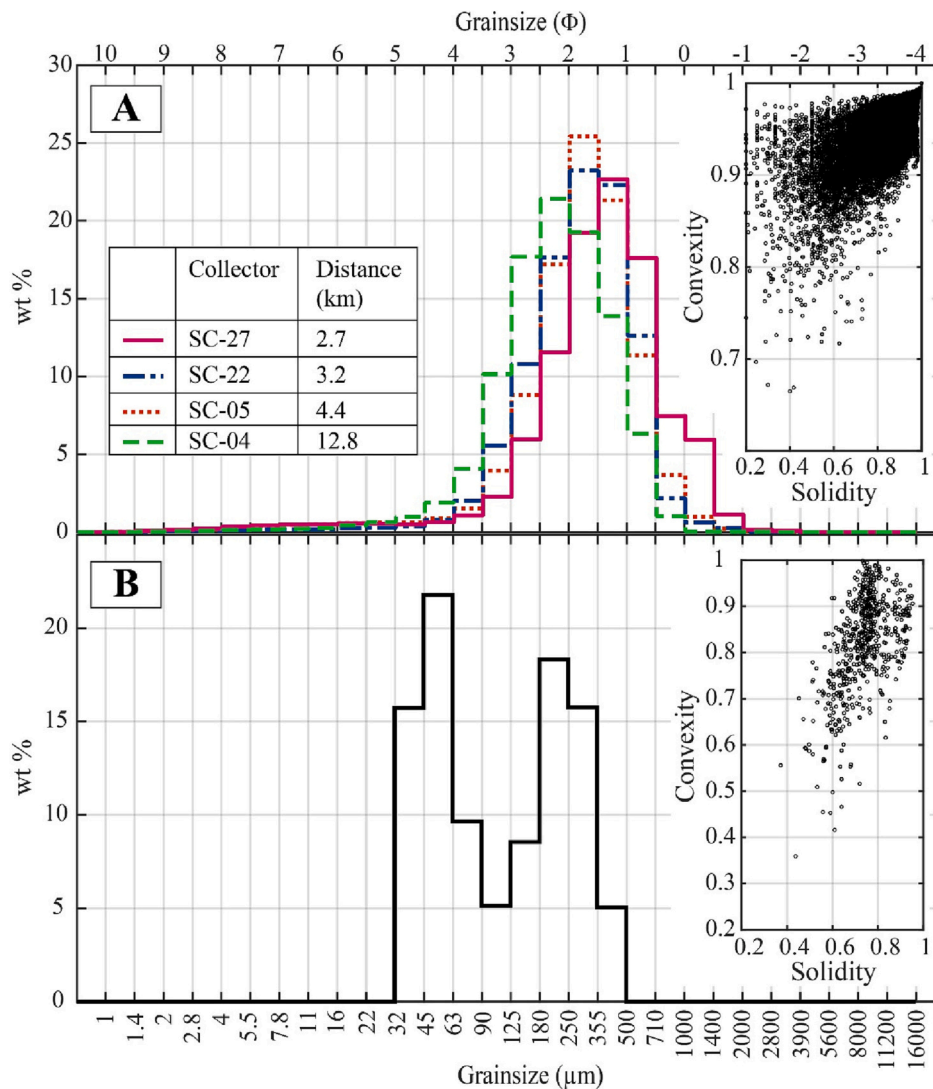 Grainsize (Φ)
10 9 8 7 6 5 4 3 2 1 0 -1 -2 -3 -4
30
25
20
15
10
5
0
wt %
A
Collector Distance (km)
SC-27 2.7
SC-22 3.2
SC-05 4.4
SC-04 12.8
1
0.9
0.8
0.7
Convexity
0.2 0.4 0.6 0.8 1
Solidity
B
20
15
10
5
0
wt %
1
0.9
0.8
0.7
0.6
0.5
0.4
0.3
0.2
Convexity
0.2 0.4 0.6 0.8 1
Solidity
1 1.4 2 2.8 4 5.5 7.8 11 16 22 32 45 63 90 125 180 250 355 500 710 1000 1400 2000 2800 3900 5600 8000 11200 16000
Grainsize (µm)